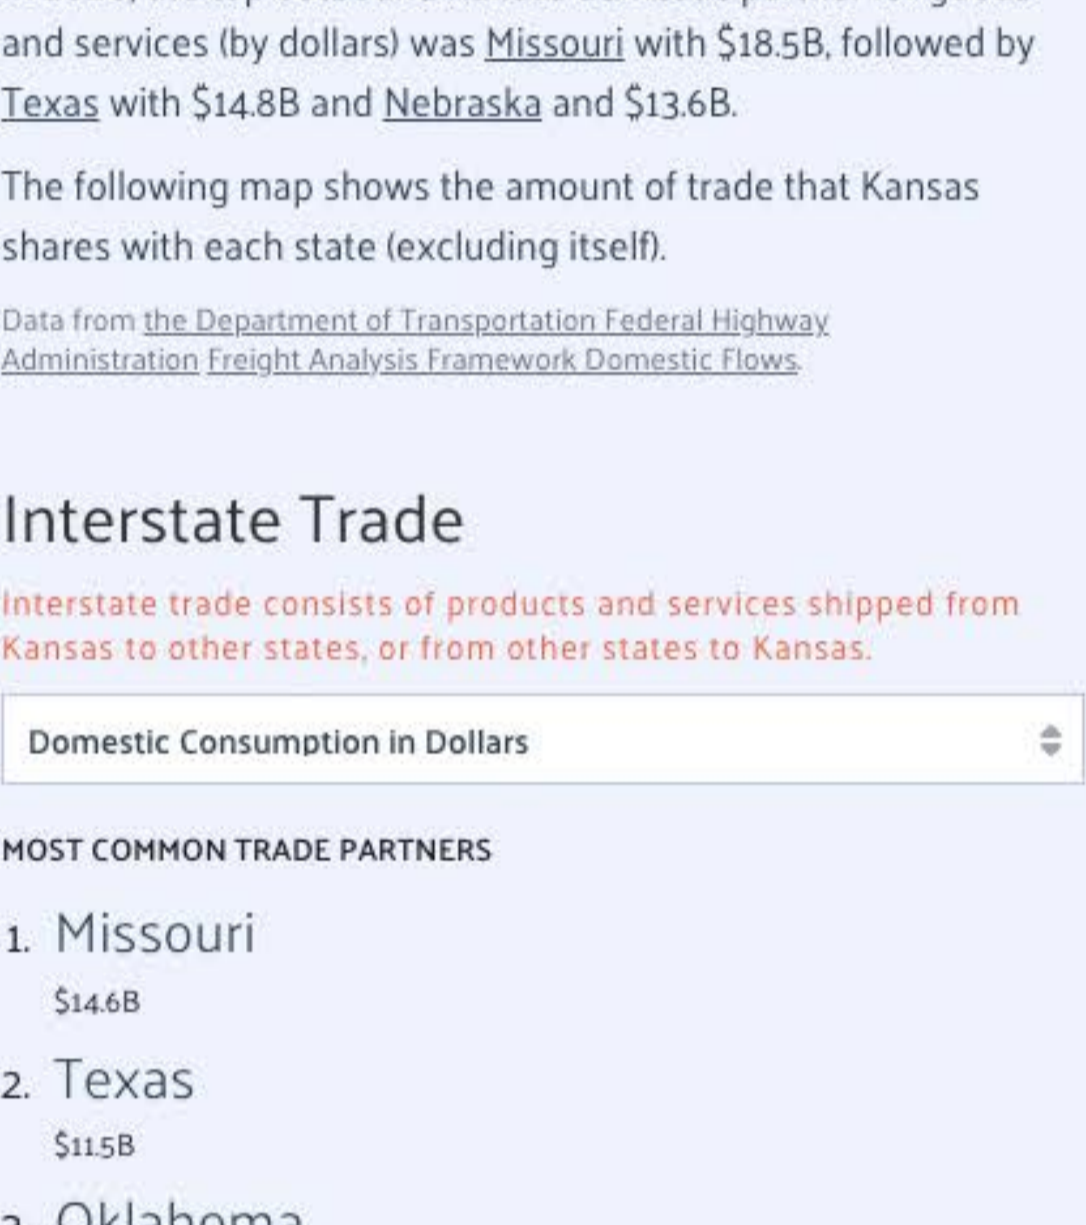 and services (by dollars) was Missouri with $18.5B, followed by
Texas with $14.8B and Nebraska and $13.6B.
The following map shows the amount of trade that Kansas
shares with each state (excluding itself).
Data from the Department of Transportation Federal Highway
Administration Freight Analysis Framework Domestic Flows.
Interstate Trade
Interstate trade consists of products and services shipped from
Kansas to other states, or from other states to Kansas.
Domestic Consumption in Dollars
MOST COMMON TRADE PARTNERS
1. Missouri
$14.6B
2. Texas
$11.5B
Oklahoma